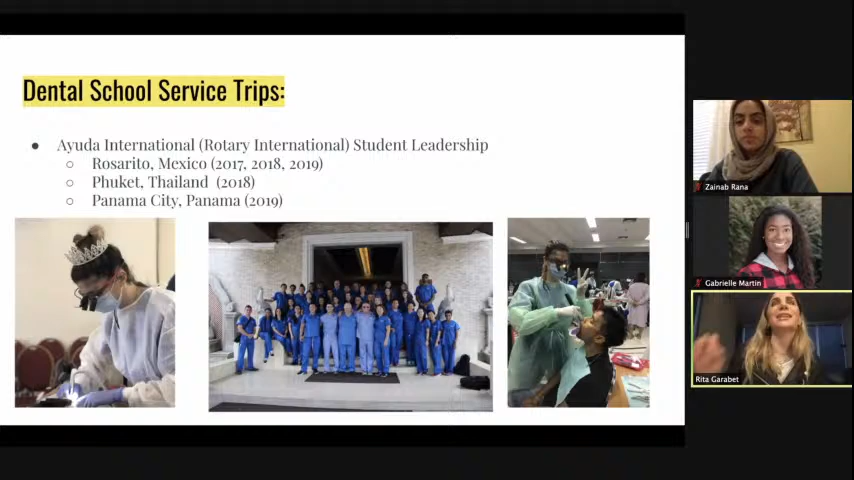 Dental School Service Trips:
● Ayuda International (Rotary International) Student Leadership
○ Rosarito, Mexico (2017, 2018, 2019)
○ Phuket, Thailand (2018)
○ Panama City, Panama (2019)
Zainab Rana
Gabrielle Martin
Rita Garabet